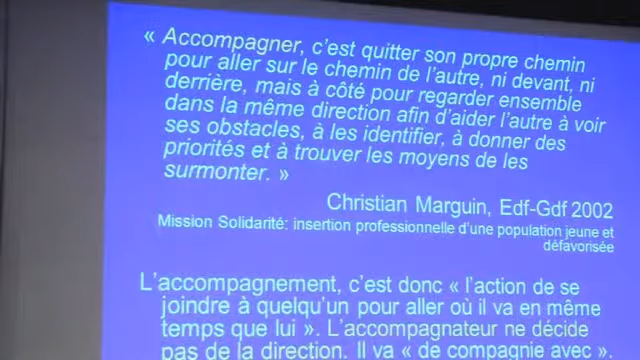 « Accompagner, c'est quitter son propre chemin
pour aller sur le chemin de l'autre, ni devant, ni
derrière, mais à côté pour regarder ensemble
dans la même direction afin d'aider l'autre à voir
ses obstacles, à les identifier, à donner des
priorités et à trouver les moyens de les
surmonter. »
Christian Marguin, Edf-Gdf 2002
Mission Solidarité: insertion professionnelle d'une population jeune et
défavorisée
L'accompagnement, c'est donc « l'action de se
joindre à quelqu'un pour aller où il va en même
temps que lui ». L'accompagnateur ne décide
pas de la direction. Il va « de compagnie avec ».